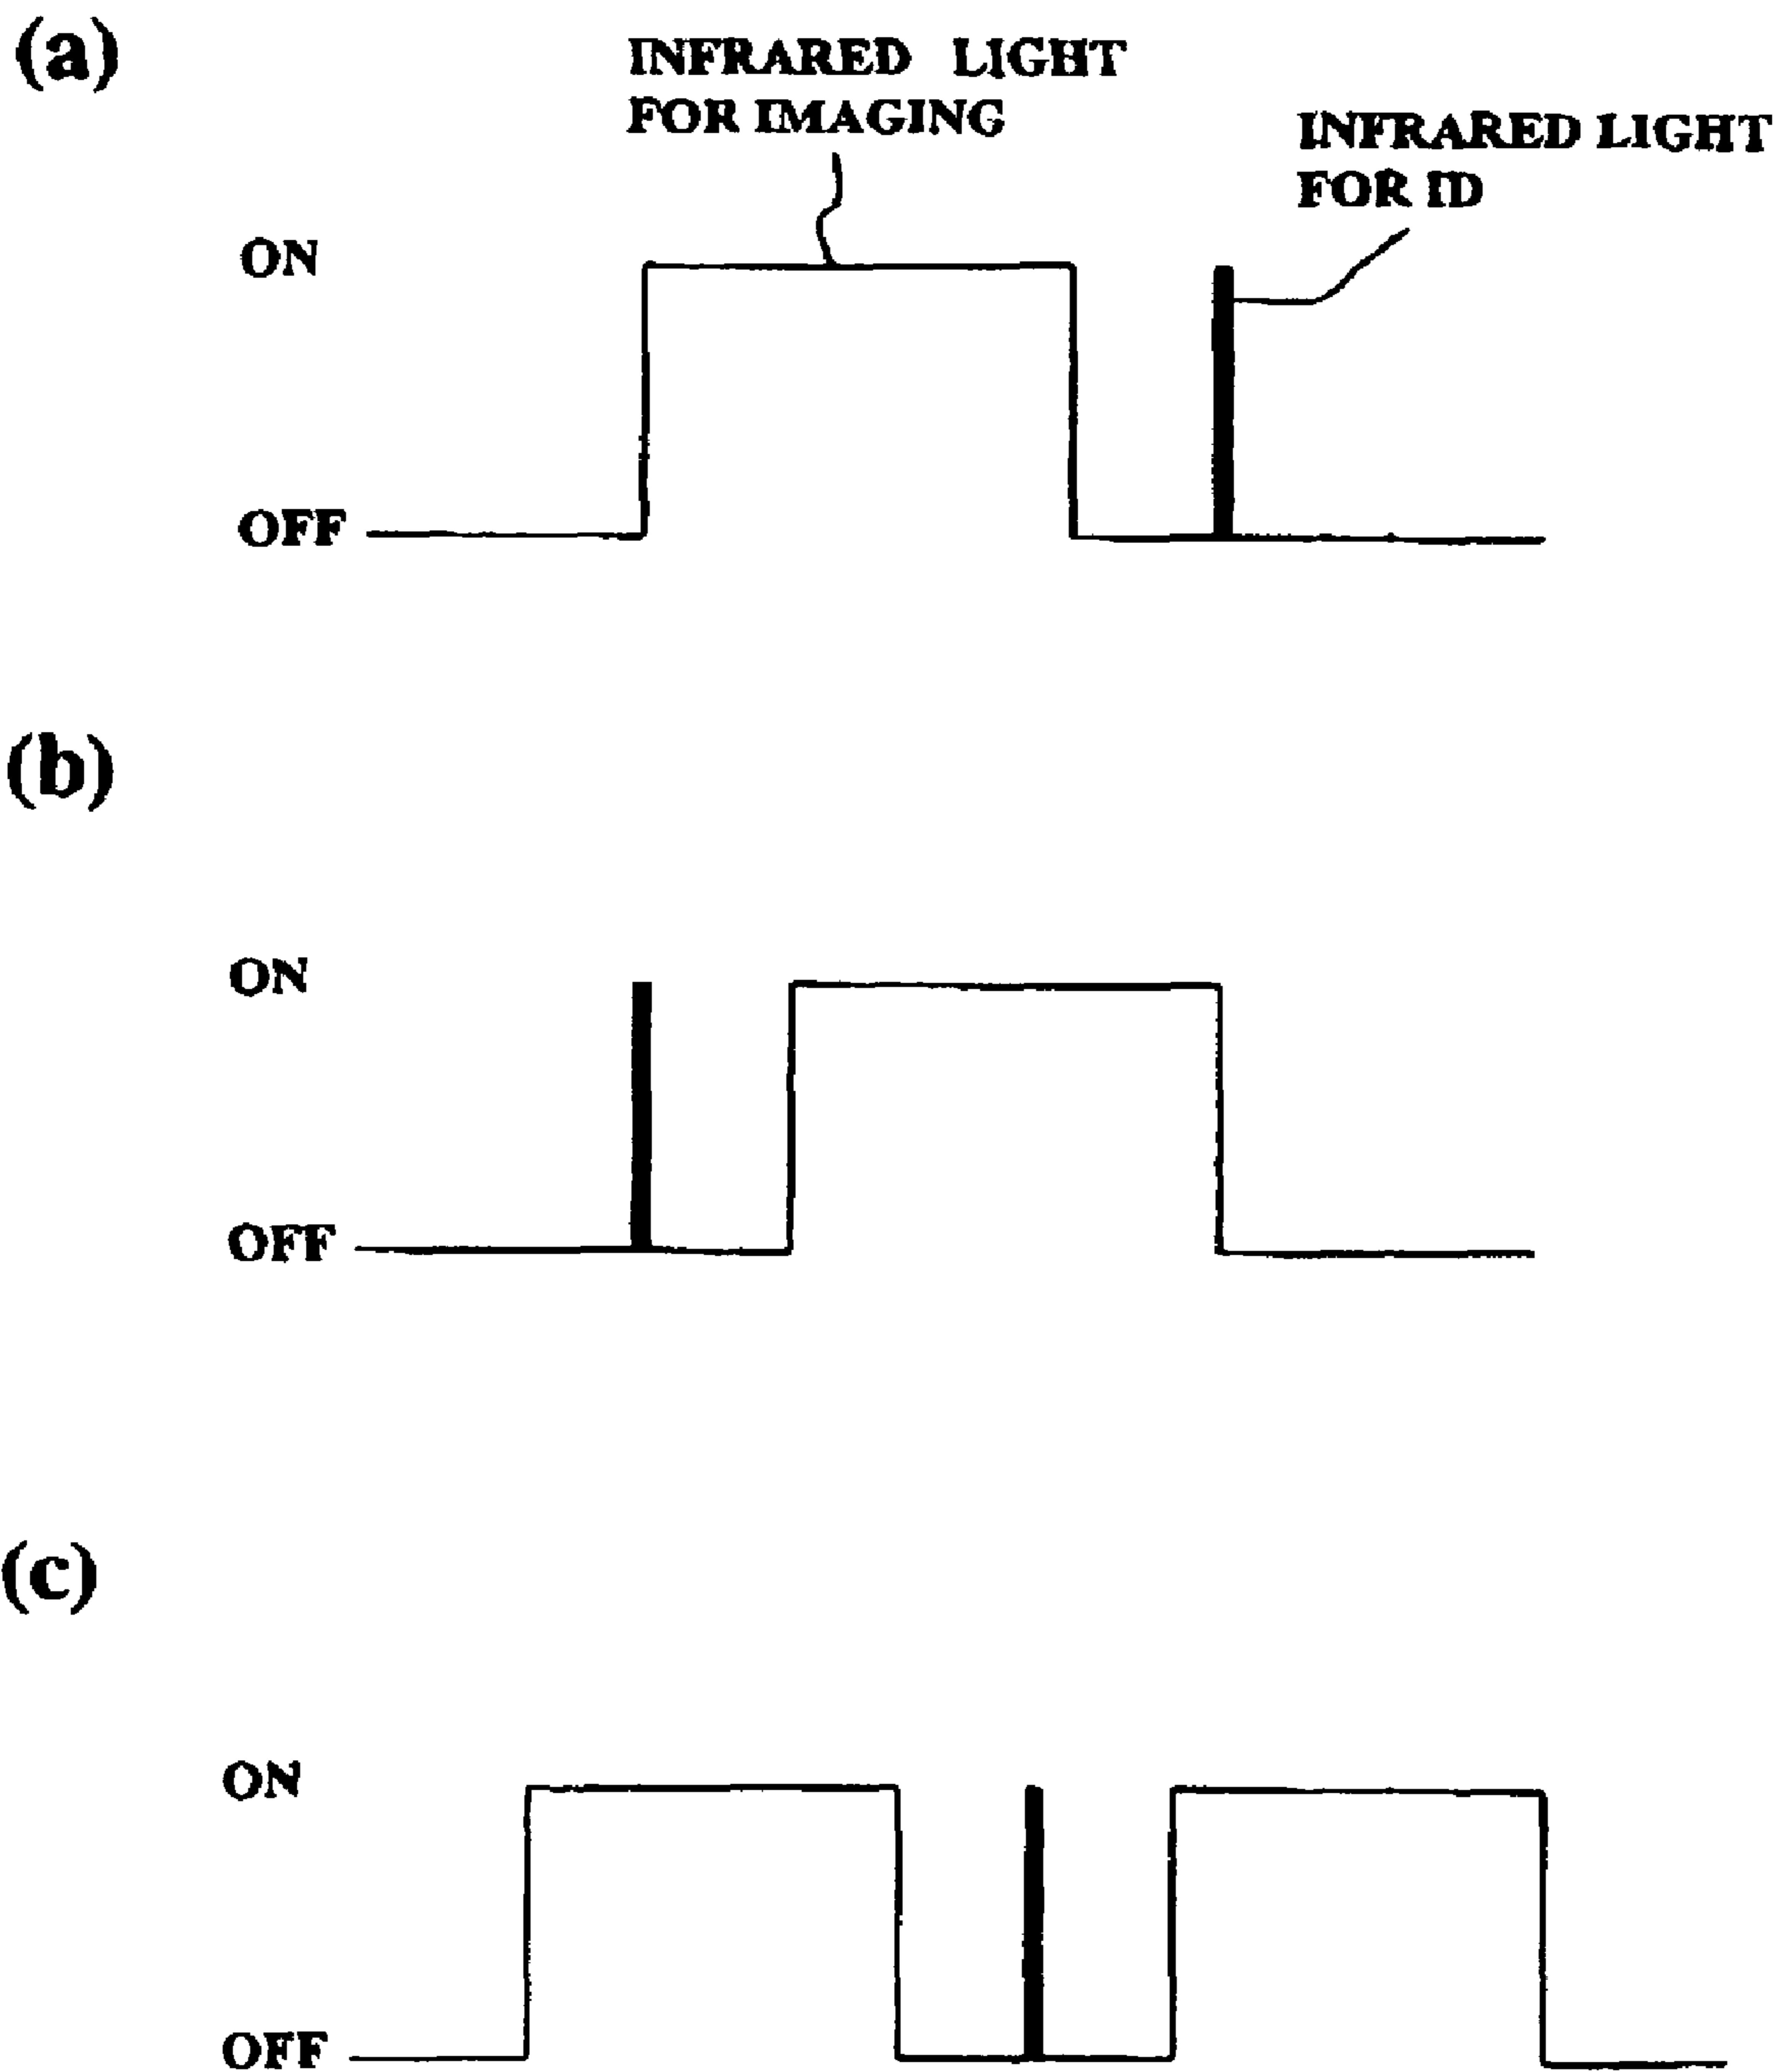 (a)
INFRARED LIGHT
FOR IMAGING
INFRARED LIGHT
FOR ID
ON
OFF
(b)
ON
OFF
(c)
ON
OFF